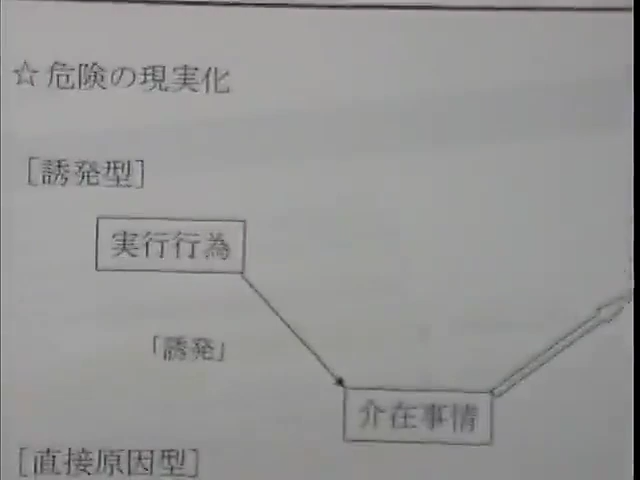 ☆危険の現実化
［誘発型］
実行行為
「誘発」
介在事情
［直接原因型］